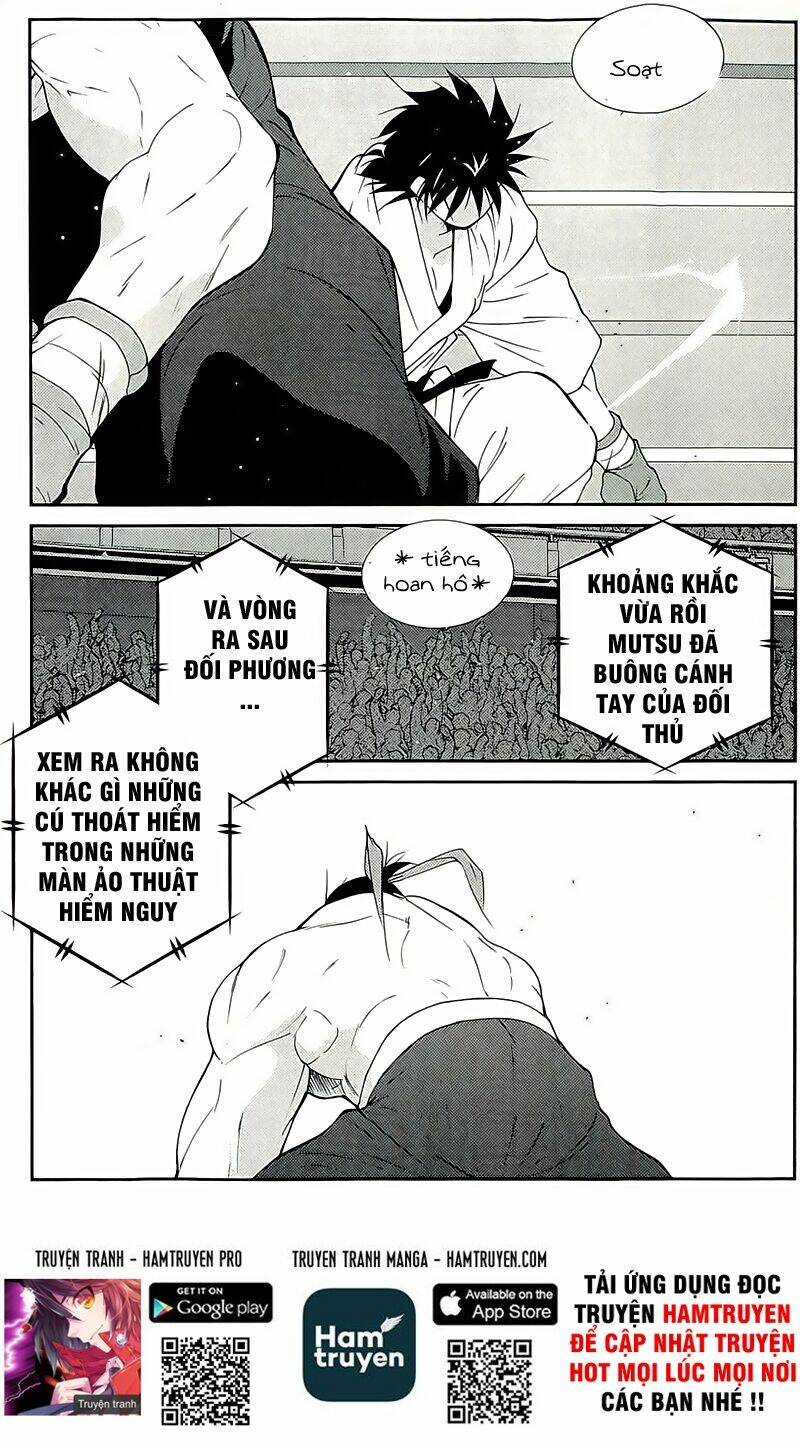 Soạt
* tiếng
hoan hô *
KHOẢNG KHẮC
VỪA RỒI
MUTSU ĐÃ
BUÔNG CÁNH
TAY CỦA ĐỐI
THỦ
VÀ VÒNG
RA SAU
ĐỐI PHƯƠNG
...
XEM RA KHÔNG
KHÁC GÌ NHỮNG
CÚ THOÁT HIỂM
TRONG NHỮNG
MÀN ẢO THUẬT
HIỂM NGUY
TRUYỆN TRANH - HAMTRUYEN PRO
GET IT ON
Google play
Truyện tranh
TRUYEN TRANH MANGA - HAMTRUYEN.COM
Ham
truyen
Available on the
App Store
TẢI ỨNG DỤNG ĐỌC
TRUYỆN HAMTRUYEN
ĐỂ CẬP NHẬT TRUYỆN
HOT MỌI LÚC MỌI NƠI
CÁC BẠN NHÉ !!